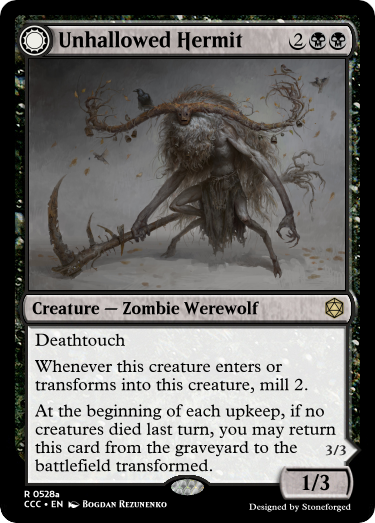 Unhallowed Hermit 2
Creature — Zombie Werewolf
Deathtouch
Whenever this creature enters or
transforms into this creature, mill 2.
At the beginning of each upkeep, if no
creatures died last turn, you may return
this card from the graveyard to the
battlefield transformed.
3/3
1/3
R 0528a
CCC • EN Bogdan Rezunenko
Designed by Stoneforged